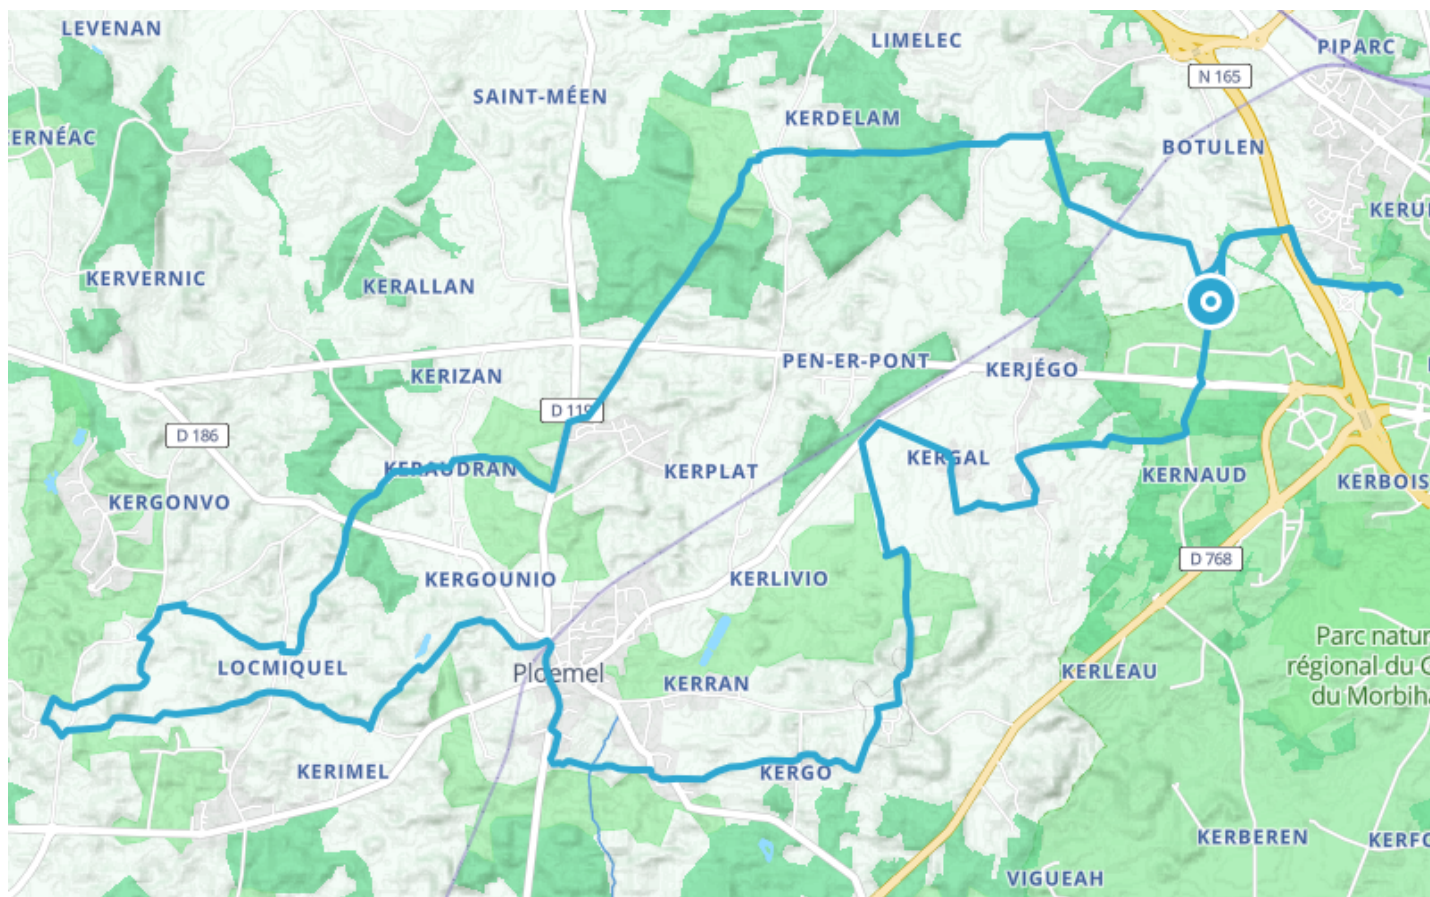 LEVENAN
LIMELEC
PIPARC
N 165
SAINT-MÉEN
KERDELAM
ERNÉAC
BOTULEN
KERU
KERVERNIC
KERALLAN
PEN-ER-PONT
KERJÉGO
KERIZAN
D 119
D 186
KERAUDRAN
KERPLAT
KERGAL
KERNAUD
KERBOIS
KERGONVO
D 768
KERGOUNIO
KERLIVIO
Parc natur
régional du G
du Morbiha
LOCMIQUEL
Ploemel
KERRAN
KERLEAU
KERIMEL
KERGO
KERBEREN
KERFO
VIGUEAH